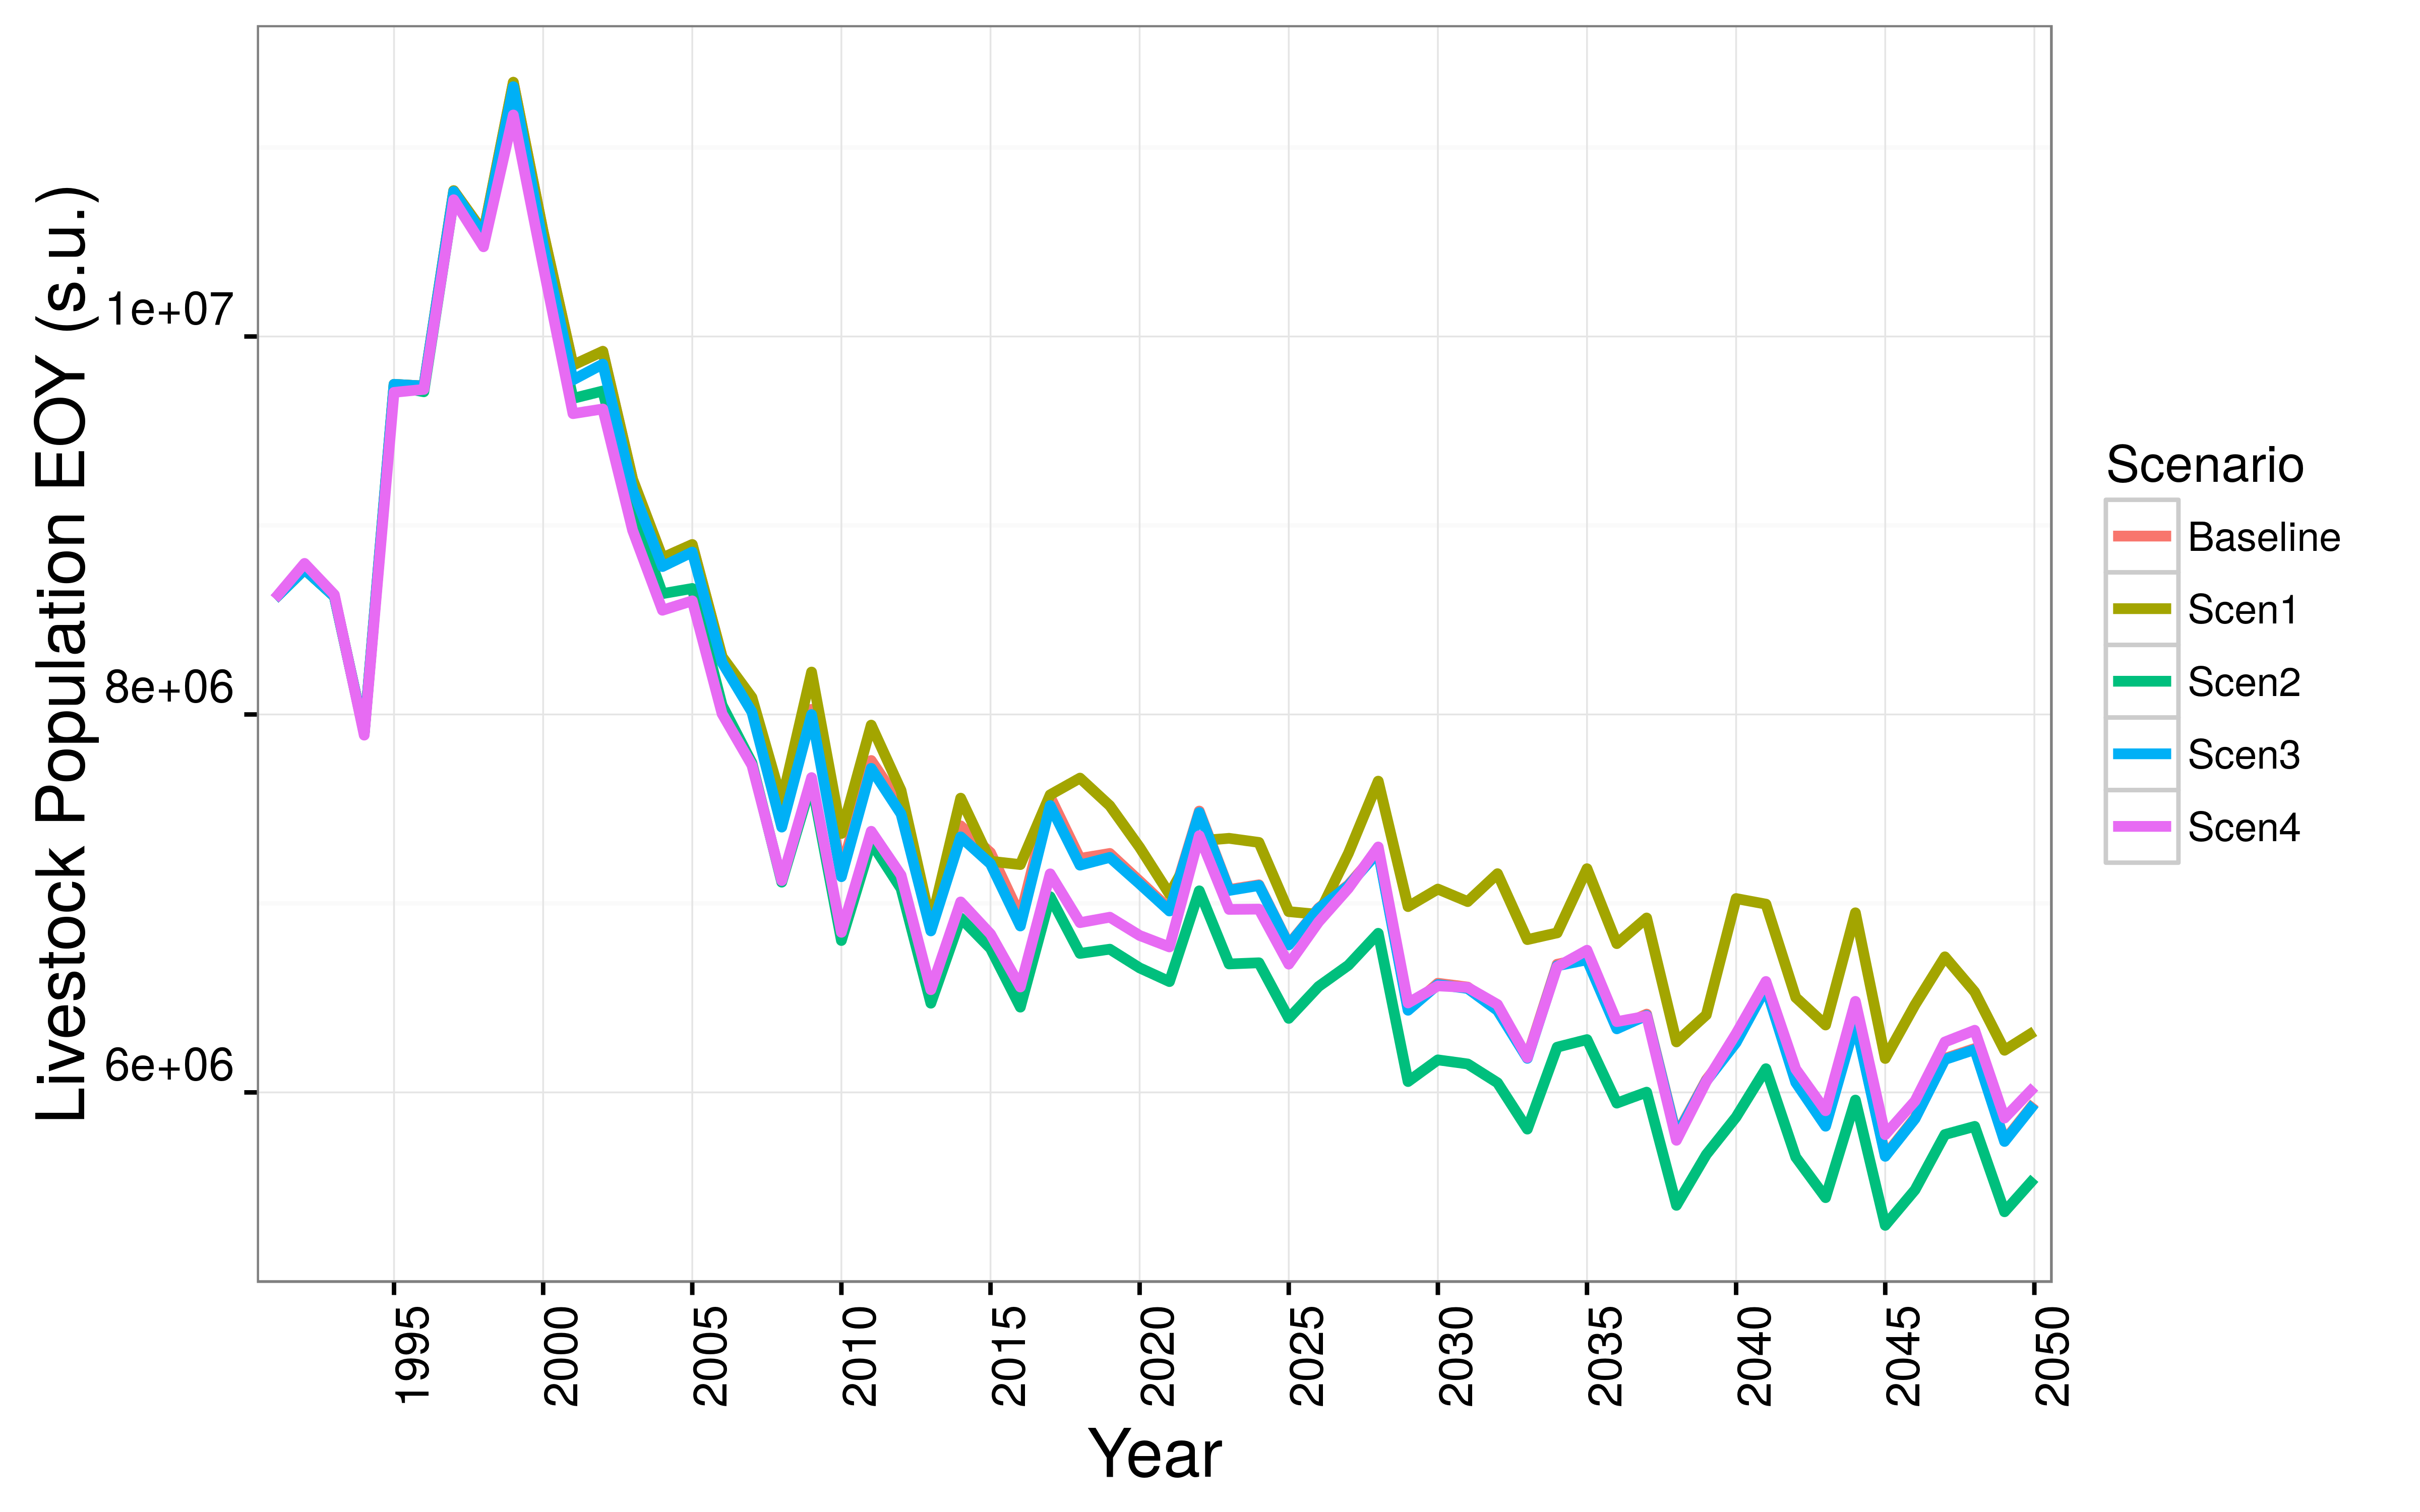 Livestock Population EOY (s.u.)
1e+07
8e+06
6e+06
1995
2000
2005
2010
2015
2020
2025
2030
2035
2040
2045
2050
Year
Scenario
Baseline
Scen1
Scen2
Scen3
Scen4